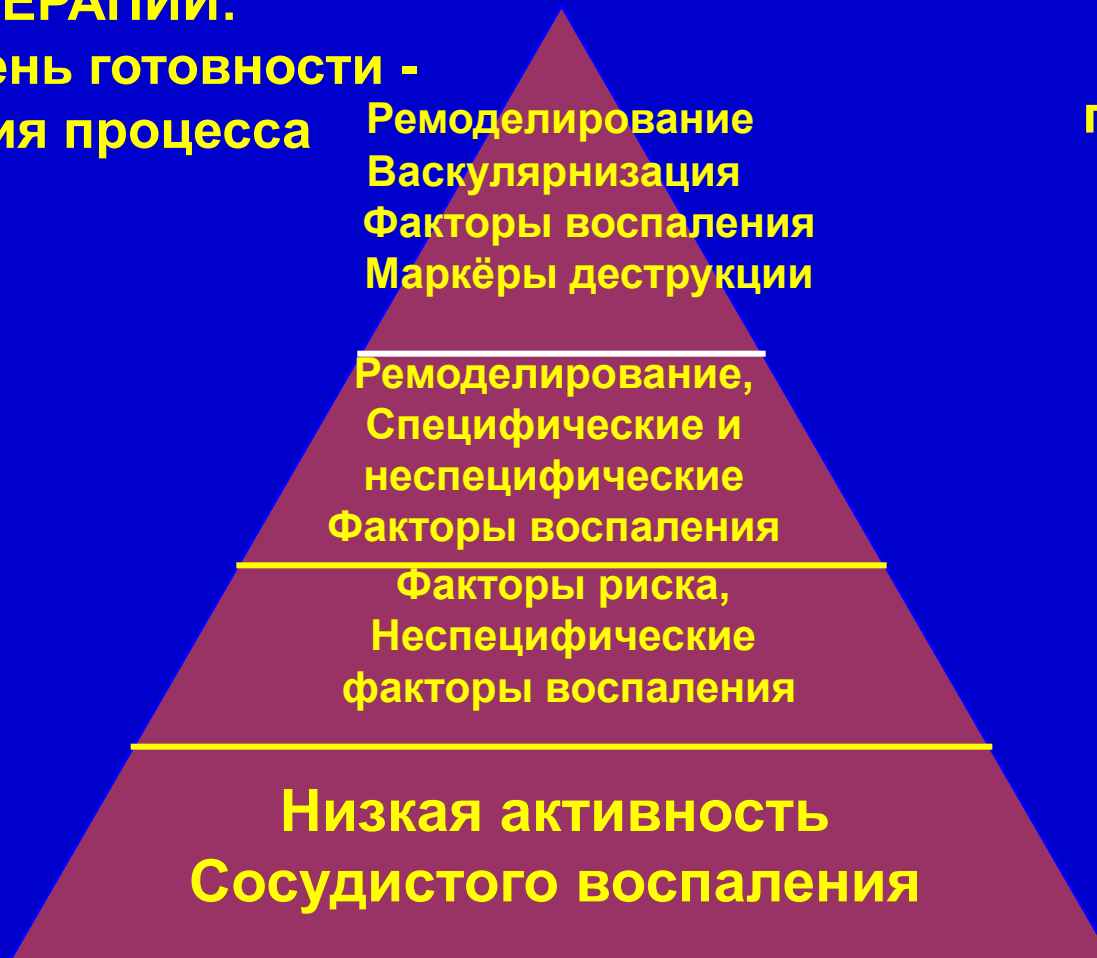 ЕРАПИИ:
ень готовности -
ия процесса
Ремоделирование
Васкулярнизация
Факторы воспаления
Маркёры деструкции
Ремоделирование,
Специфические и
неспецифические
Факторы воспаления
Факторы риска,
Неспецифические
факторы воспаления
Низкая активность
Сосудистого воспаления